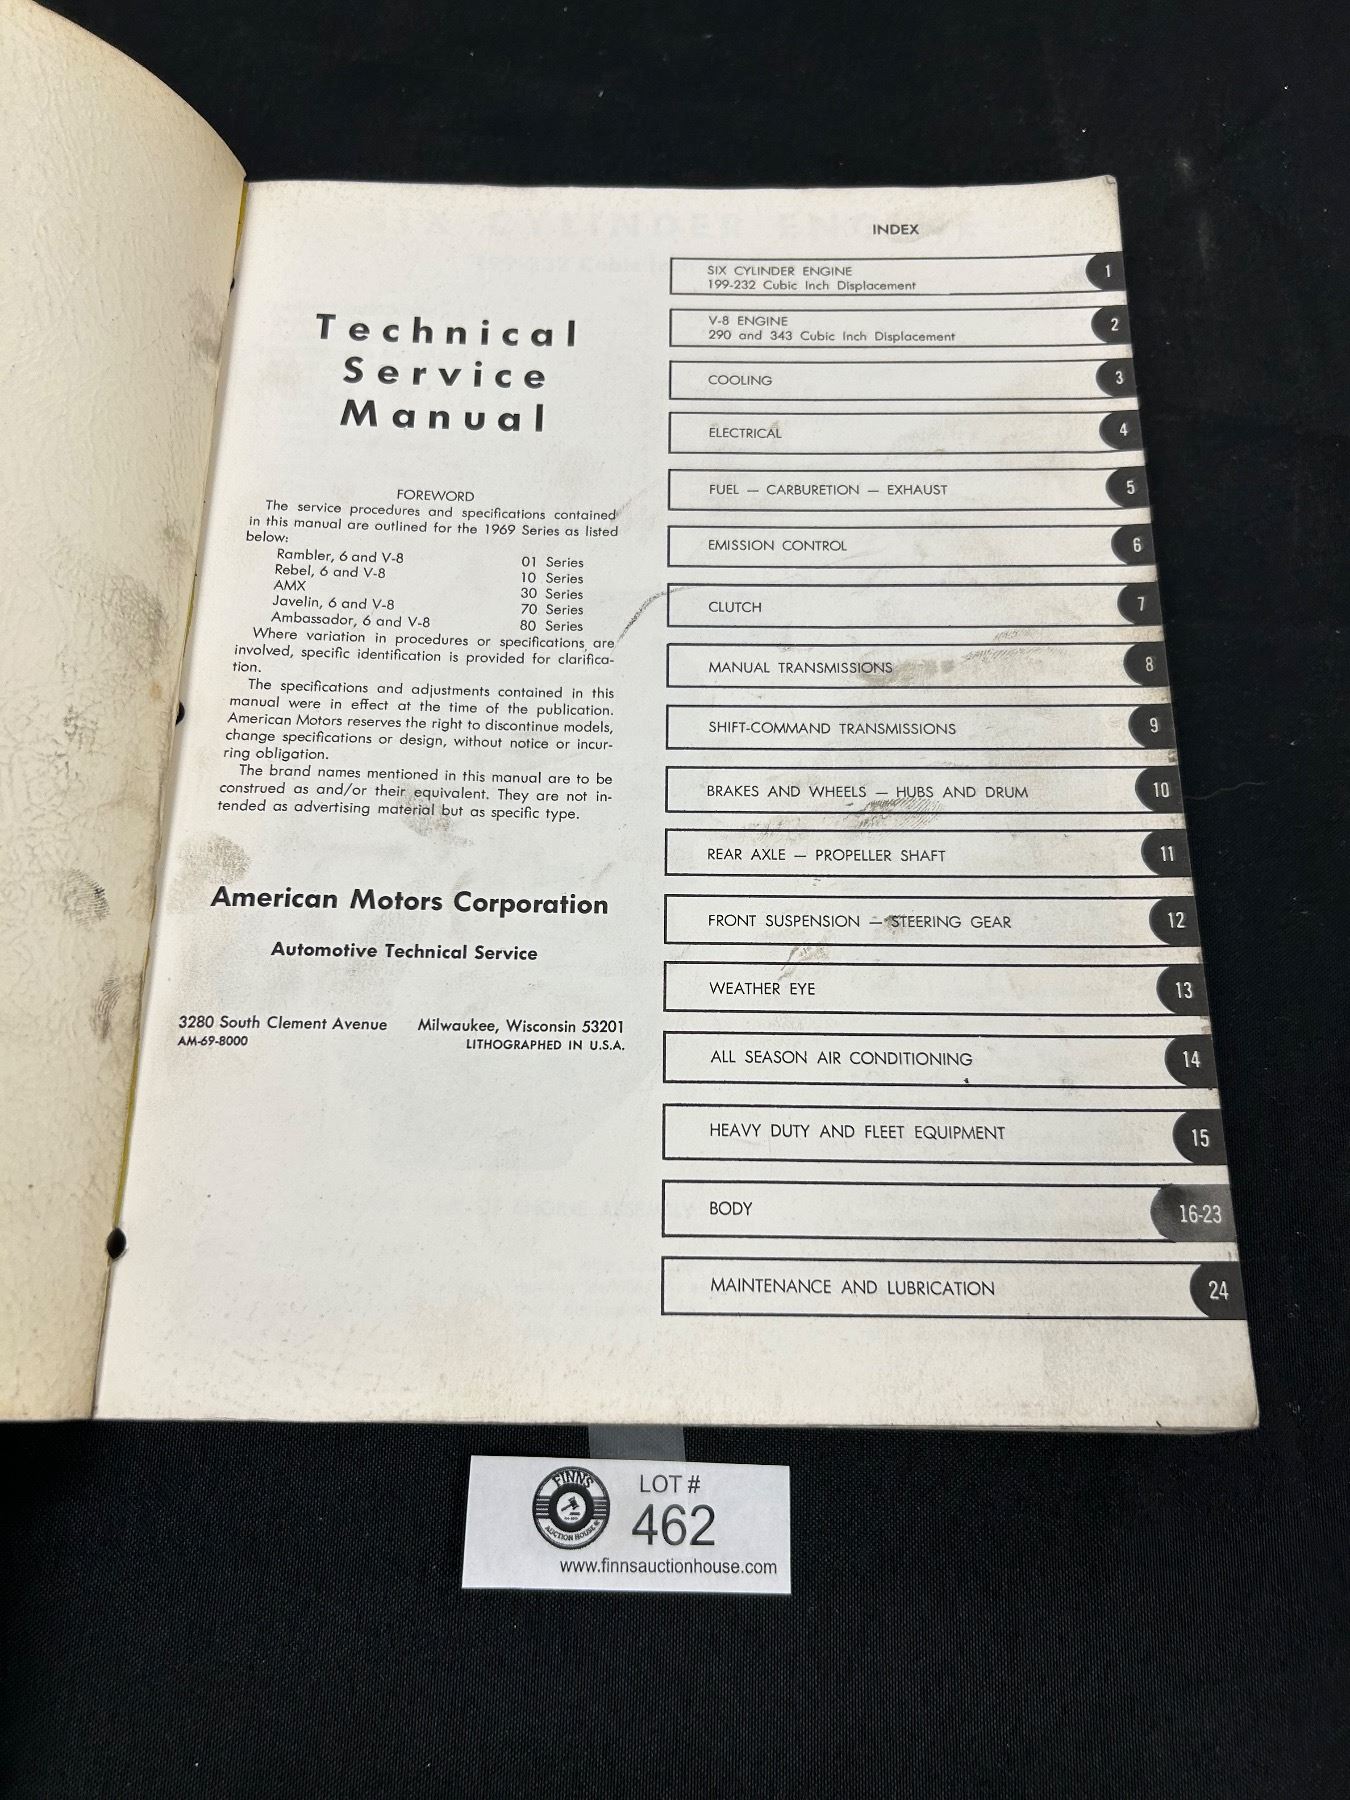 Technical
Service
Manual
FOREWORD
The service procedures and specifications contained
in this manual are outlined for the 1969 Series as listed
below:
Rambler, 6 and V-8 01 Series
Rebel, 6 and V-8 10 Series
AMX 30 Series
Javelin, 6 and V-8 70 Series
Ambassador, 6 and V-8 80 Series
Where variation in procedures or specifications are
involved, specific identification is provided for clarifica-
tion.
The specifications and adjustments contained in this
manual were in effect at the time of the publication.
American Motors reserves the right to discontinue models,
change specifications or design, without notice or incur-
ring obligation.
The brand names mentioned in this manual are to be
construed as and/or their equivalent. They are not in-
tended as advertising material but as specific type.
American Motors Corporation
Automotive Technical Service
3280 South Clement Avenue Milwaukee, Wisconsin 53201
AM-69-8000 LITHOGRAPHED IN U.S.A.
INDEX
SIX CYLINDER ENGINE 1
199-232 Cubic Inch Displacement
V-8 ENGINE 2
290 and 343 Cubic Inch Displacement
COOLING 3
ELECTRICAL 4
FUEL — CARBURETION — EXHAUST 5
EMISSION CONTROL 6
CLUTCH 7
MANUAL TRANSMISSIONS 8
SHIFT-COMMAND TRANSMISSIONS 9
BRAKES AND WHEELS — HUBS AND DRUM 10
REAR AXLE — PROPELLER SHAFT 11
FRONT SUSPENSION — STEERING GEAR 12
WEATHER EYE 13
ALL SEASON AIR CONDITIONING 14
HEAVY DUTY AND FLEET EQUIPMENT 15
BODY 16-23
MAINTENANCE AND LUBRICATION 24
FINNS
AUCTION HOUSE
LOT #
462
www.finnsauctionhouse.com